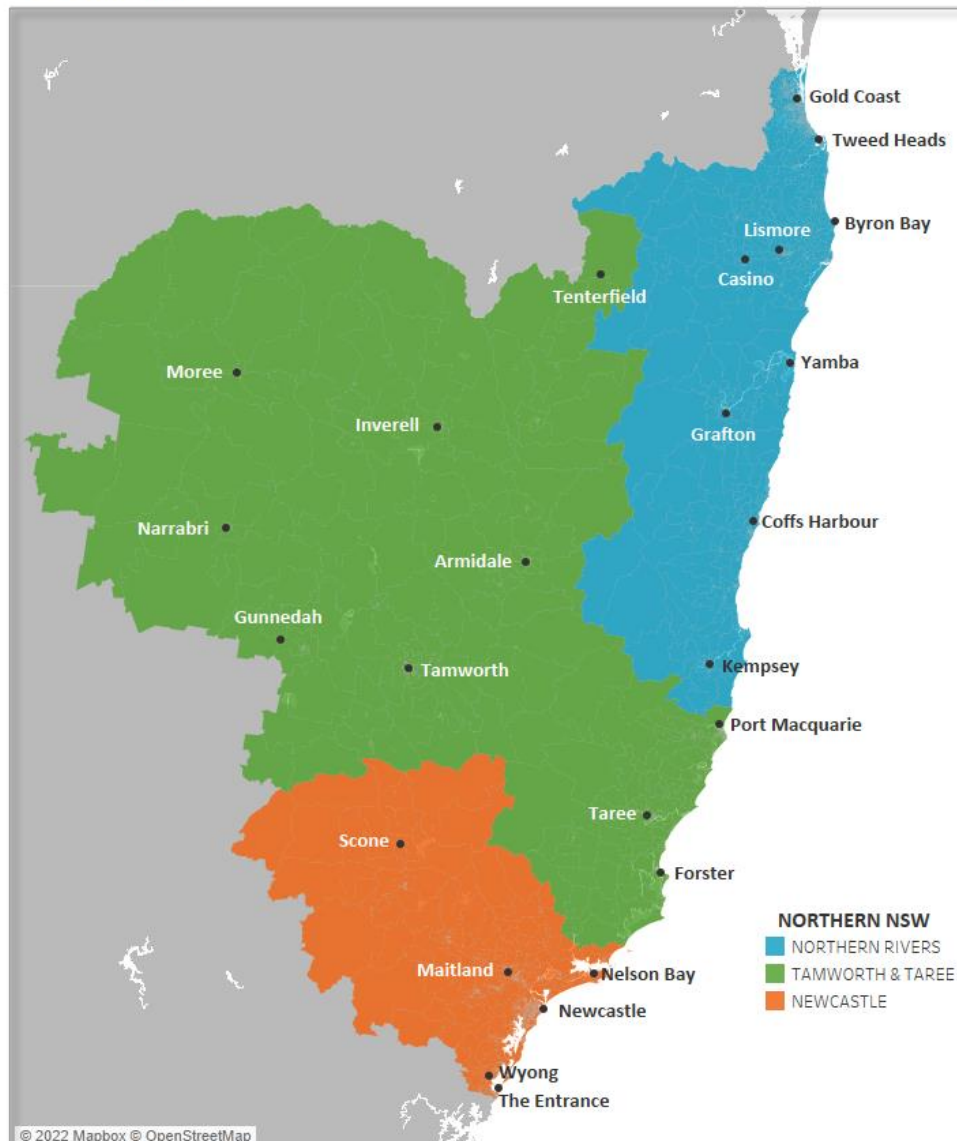 Gold Coast
Tweed Heads
Byron Bay
Lismore
Casino
Tenterfield
Yamba
Moree
Grafton
Inverell
Coffs Harbour
Narrabri
Armidale
Gunnedah
Kempsey
Tamworth
Port Macquarie
Taree
Scone
Forster
NORTHERN NSW
NORTHERN RIVERS
TAMWORTH & TAREE
NEWCASTLE
Maitland
Nelson Bay
Newcastle
Wyong
The Entrance
© 2022 Mapbox © OpenStreetMap